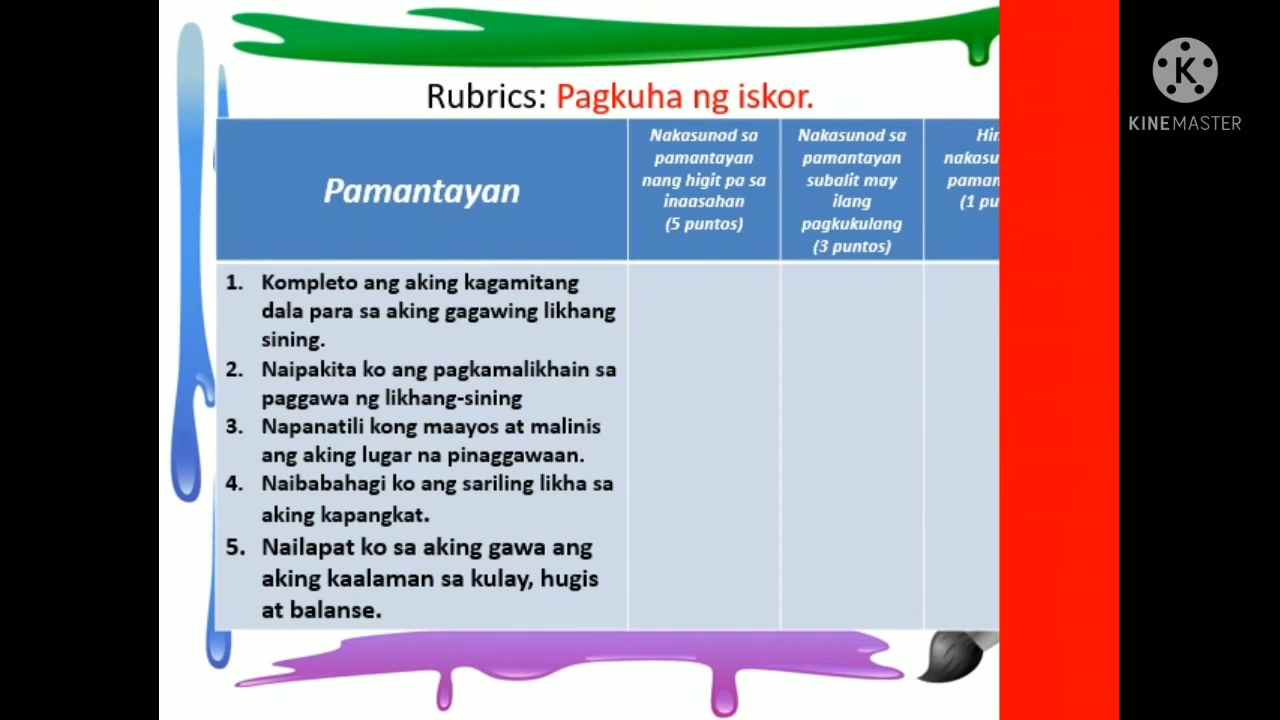 Rubrics: Pagkuha ng iskor.
Pamantayan
Nakasunod sa
pamantayan
nang higit pa sa
inaasahan
(5 puntos)
Nakasunod sa
pamantayan
subalit may
ilang
pagkukulang
(3 puntos)
(1
1. Kompleto ang aking kagamitang
dala para sa aking gagawing likhang
sining.
2. Naipakita ko ang pagkamalikhain sa
paggawa ng likhang-sining
3. Napanatili kong maayos at malinis
ang aking lugar na pinaggawaan.
4. Naibabahagi ko ang sariling likha sa
aking kapangkat.
5. Nailapat ko sa aking gawa ang
aking kaalaman sa kulay, hugis
at balanse.
K
KINEMASTER